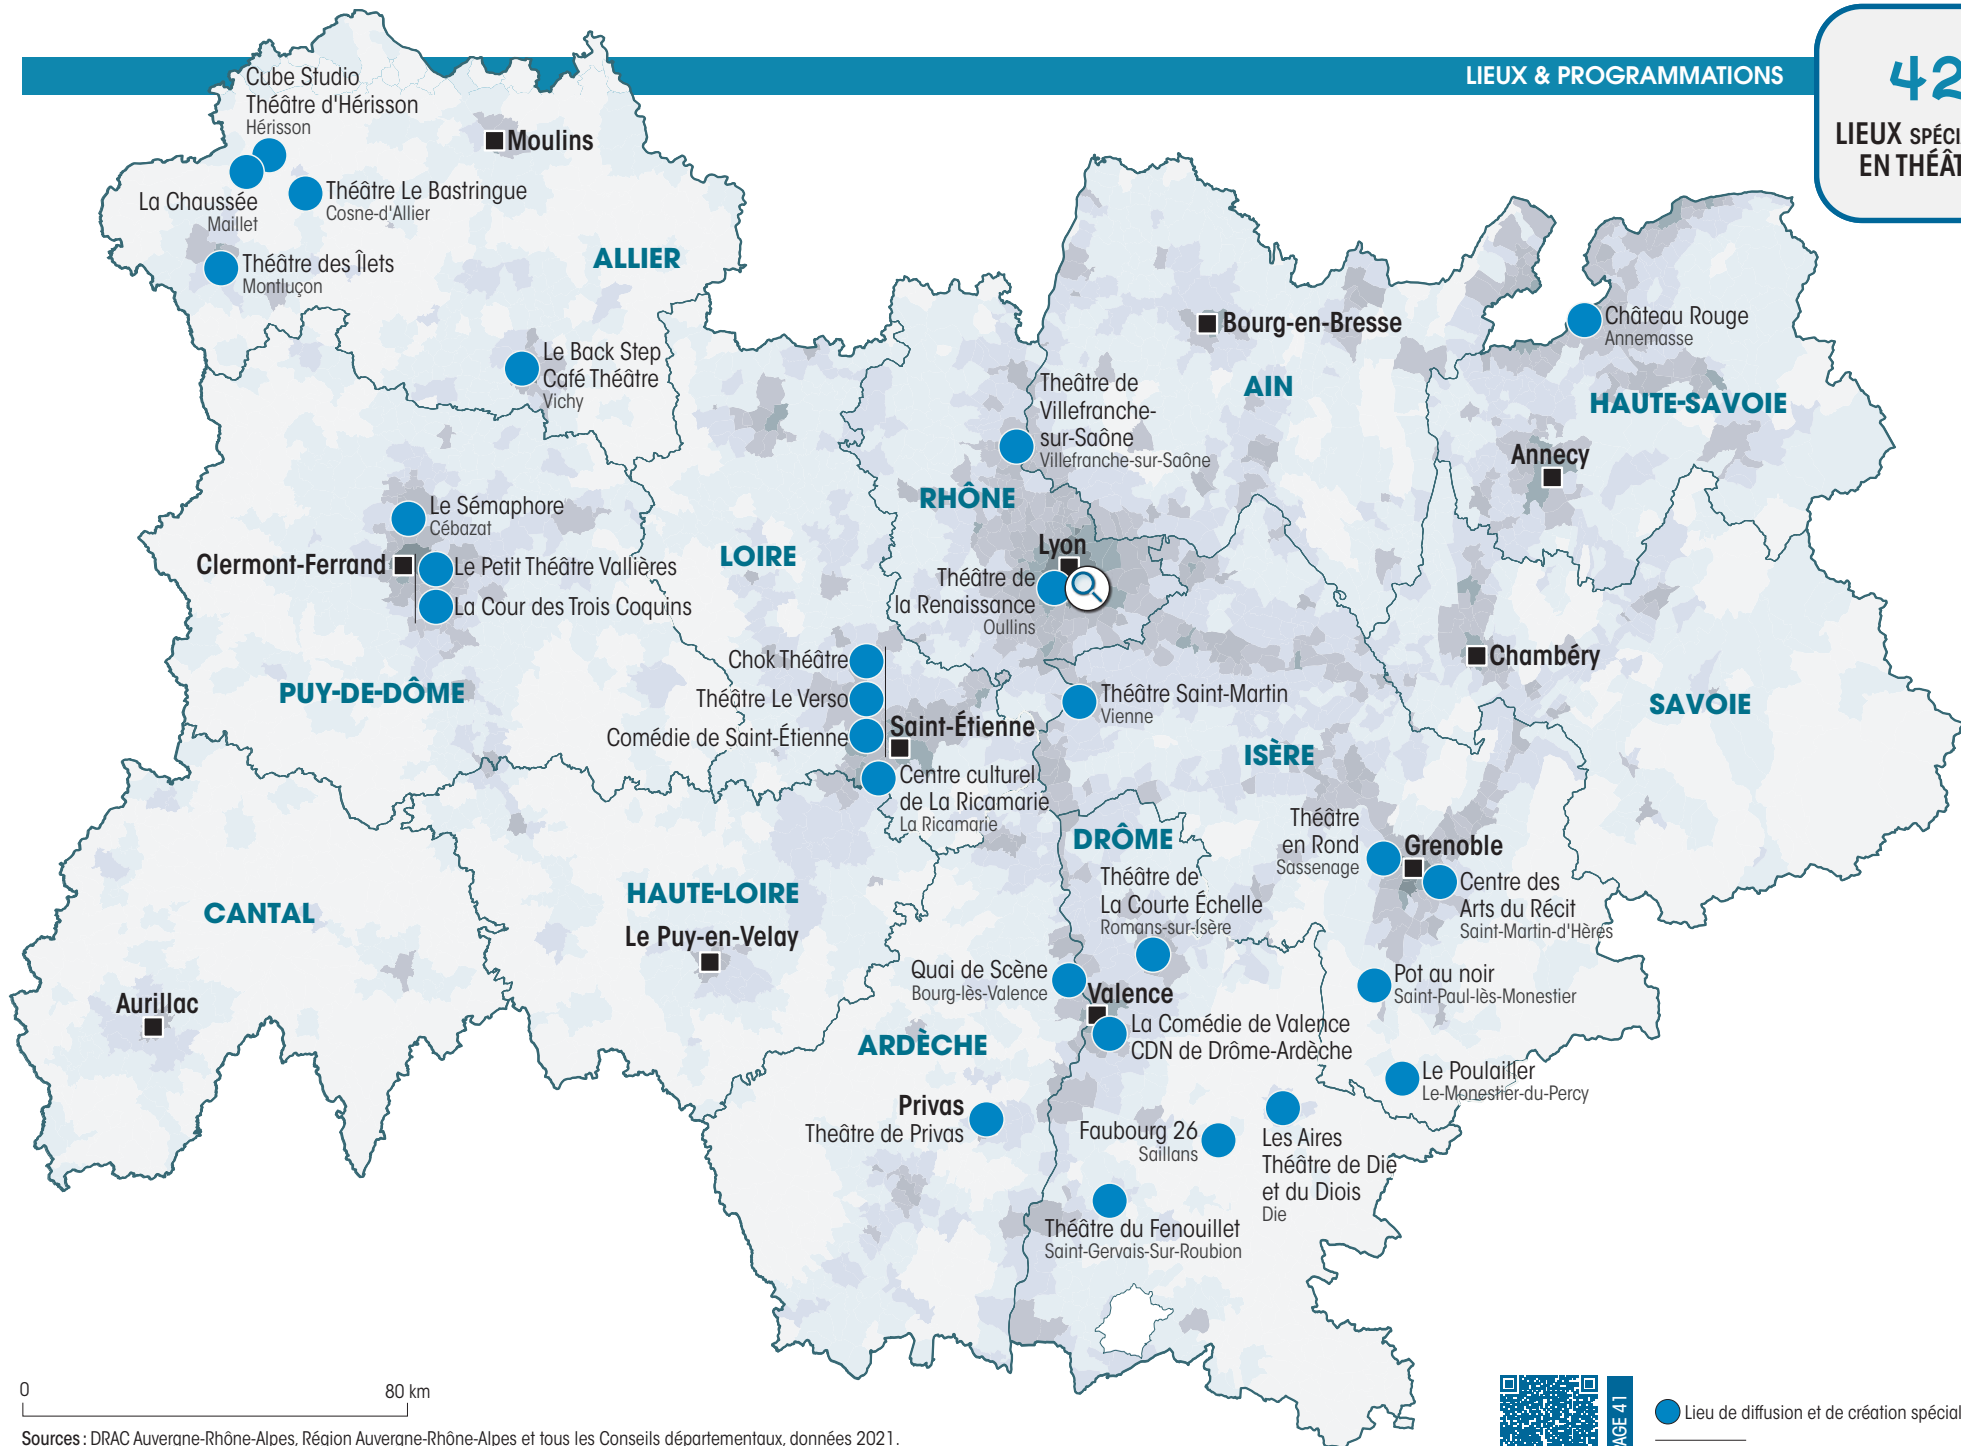 LIEUX & PROGRAMMATIONS
42
LIEUX
EN
Cube Studio
Théâtre d'Hérisson
Hérisson
Moulins
La Chaussée
Maillet
Théâtre Le Bastringue
Cosne-d'Allier
Théâtre des Îlets
Montluçon
ALLIER
Le Back Step
Café Théâtre
Vichy
Bourg-en-Bresse
AIN
Château Rouge
Annemasse
HAUTE-SAVOIE
Annecy
Theâtre de
Villefranche-
sur-Saône
Villefranche-sur-Saône
RHÔNE
Le Sémaphore
Cébazat
Clermont-Ferrand
Le Petit Théâtre Vallières
La Cour des Trois Coquins
LOIRE
Lyon
Théâtre de
la Renaissance
Oullins
PUY-DE-DÔME
Chok Théâtre
Théâtre Le Verso
Comédie de Saint-Étienne
Saint-Étienne
Centre culturel
de La Ricamarie
La Ricamarie
Théâtre Saint-Martin
Vienne
Chambéry
SAVOIE
ISÈRE
Théâtre
en Rond
Sassenage
Grenoble
Centre des
Arts du Récit
Saint-Martin-d'Hères
DRÔME
Théâtre de
La Courte Échelle
Romans-sur-Isère
CANTAL
HAUTE-LOIRE
Le Puy-en-Velay
Aurillac
Quai de Scène
Bourg-lès-Valence
Valence
La Comédie de Valence
CDN de Drôme-Ardèche
Pot au noir
Saint-Paul-lès-Monestier
ARDÈCHE
Le Poulailler
Le-Monestier-du-Percy
Privas
Theâtre de Privas
Faubourg 26
Saillans
Les Aires
Théâtre de Die
et du Diois
Die
Théâtre du Fenouillet
Saint-Gervais-Sur-Roubion
0
80 km
Sources : DRAC Auvergne-Rhône-Alpes, Région Auvergne-Rhône-Alpes et tous les Conseils départementaux, données 2021.
AGE 41
Lieu de diffusion et de création spécial